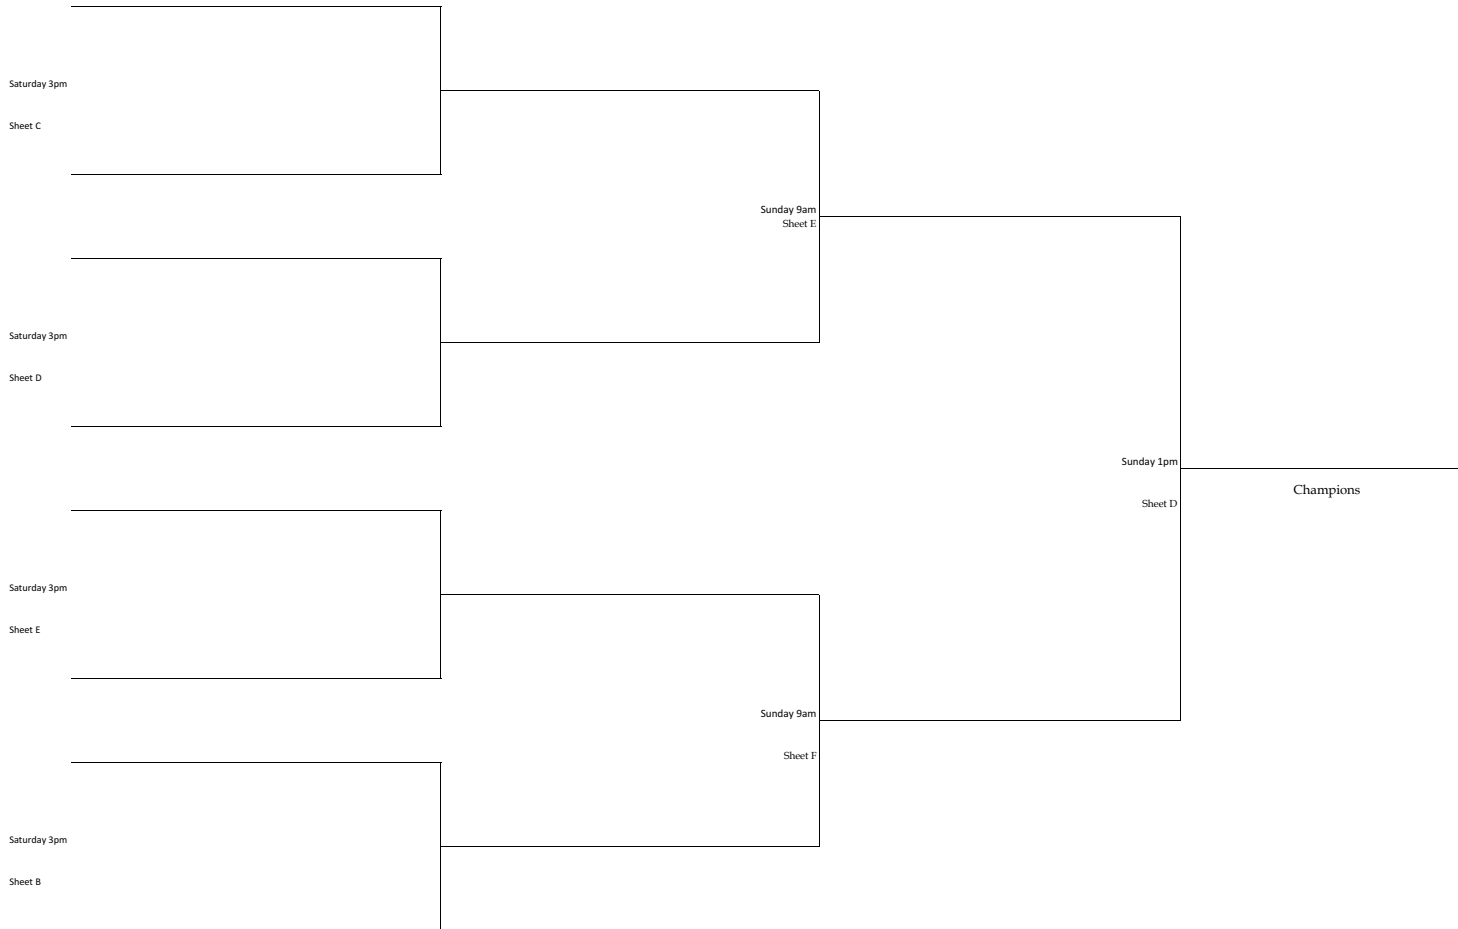 Saturday 3pm
Sheet C
Sunday 9am
Sheet E
Saturday 3pm
Sheet D
Sunday 1pm
Champions
Sheet D
Saturday 3pm
Sheet E
Sunday 9am
Sheet F
Saturday 3pm
Sheet B